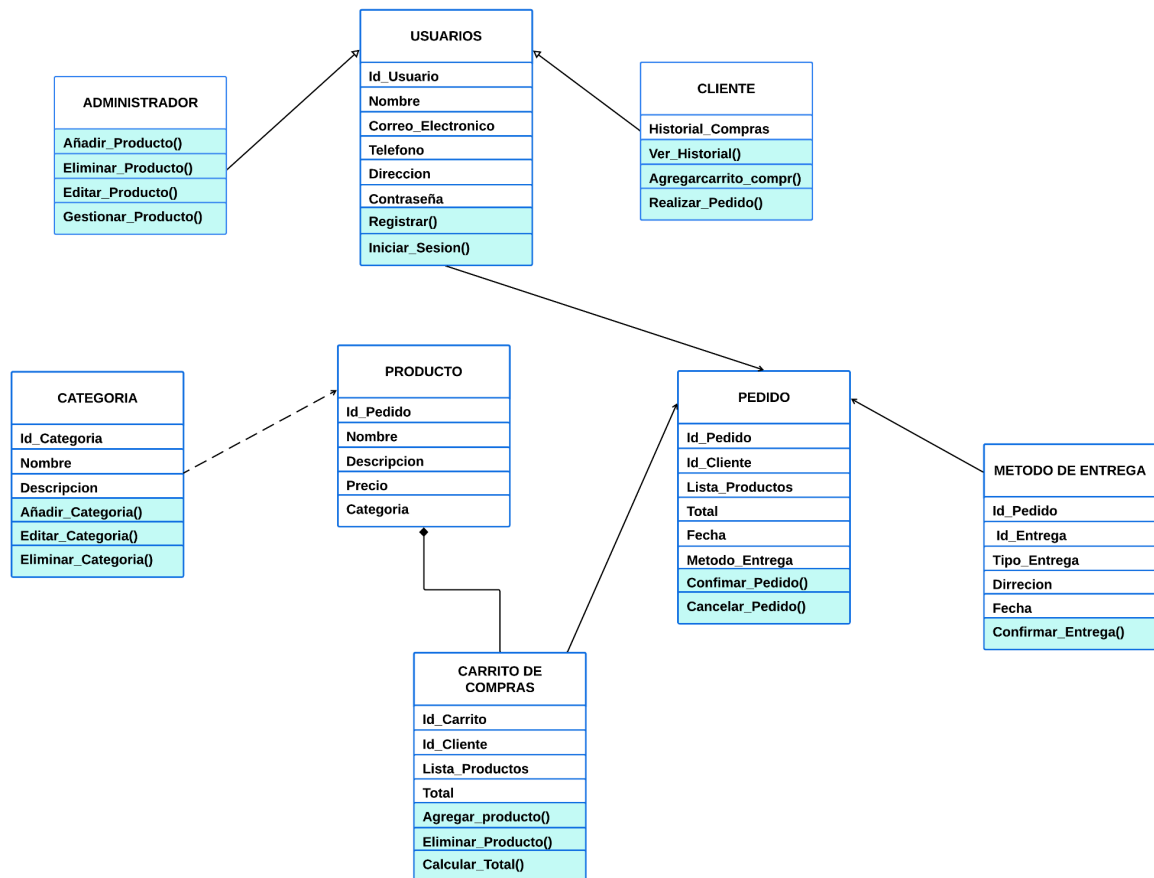 USUARIOS
Id_Usuario
Nombre
Correo_Electronico
Telefono
Direccion
Contraseña
Registrar()
Iniciar_Sesion()
ADMINISTRADOR
Añadir_Producto()
Eliminar_Producto()
Editar_Producto()
Gestionar_Producto()
CLIENTE
Historial_Compras
Ver_Historial()
Agregarcarrito_compr()
Realizar_Pedido()
CATEGORIA
Id_Categoria
Nombre
Descripcion
Añadir_Categoria()
Editar_Categoria()
Eliminar_Categoria()
PRODUCTO
Id_Pedido
Nombre
Descripcion
Precio
Categoria
PEDIDO
Id_Pedido
Id_Cliente
Lista_Productos
Total
Fecha
Metodo_Entrega
Confimar_Pedido()
Cancelar_Pedido()
METODO DE ENTREGA
Id_Pedido
Id_Entrega
Tipo_Entrega
Dirrecion
Fecha
Confirmar_Entrega()
CARRITO DE
COMPRAS
Id_Carrito
Id_Cliente
Lista_Productos
Total
Agregar_producto()
Eliminar_Producto()
Calcular_Total()